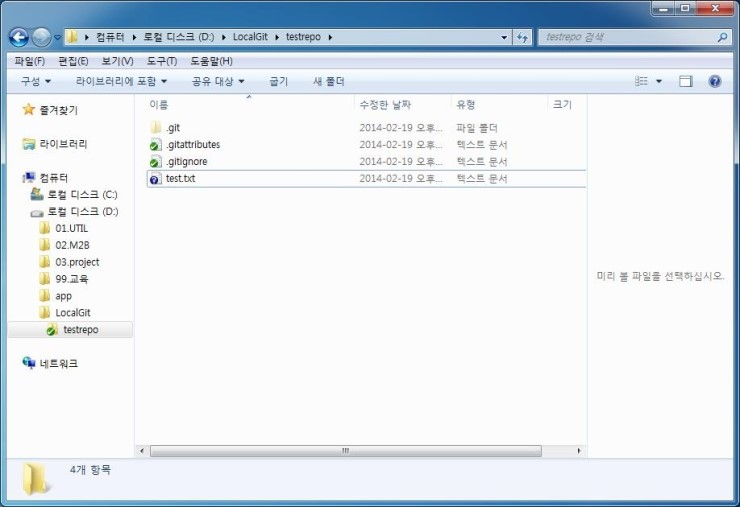 컴퓨터 ▸ 로컬 디스크 (D:) ▸ LocalGit ▸ testrepo ▸
testrepo 검색
파일(F) 편집(E) 보기(V) 도구(T) 도움말(H)
구성 라이브러리에 포함 공유 대상 굽기 새 폴더
이름 수정한 날짜 유형 크기
.git 2014-02-19 오후... 파일 폴더
.gitattributes 2014-02-19 오후... 텍스트 문서
.gitignore 2014-02-19 오후... 텍스트 문서
test.txt 2014-02-19 오후... 텍스트 문서
즐겨찾기
라이브러리
컴퓨터
로컬 디스크 (C:)
로컬 디스크 (D:)
01.UTIL
02.M2B
03.project
99.교육
app
LocalGit
testrepo
네트워크
미리 볼 파일을 선택하십시오.
4개 항목